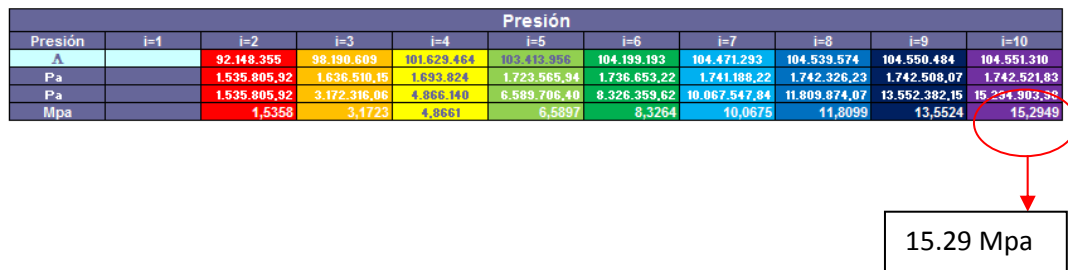 Presión
Presión i=1 i=2 i=3 i=4 i=5 i=6 i=7 i=8 i=9 i=10
Λ 92.148.355 98.190.609 101.629.464 103.413.956 104.199.193 104.471.293 104.539.574 104.550.484 104.551.310
Pa 1.535.805,92 1.636.510,15 1.693.824 1.723.565,94 1.736.653,22 1.741.188,22 1.742.326,23 1.742.508,07 1.742.521,83
Pa 1.535.805,92 3.172.316,06 4.866.140 6.589.706,40 8.326.359,62 10.067.547,84 11.809.874,07 13.552.382,15 15.294.903,98
Mpa 1,5358 3,1723 4,8661 6,5897 8,3264 10,0675 11,8099 13,5524 15,2949
15.29 Mpa